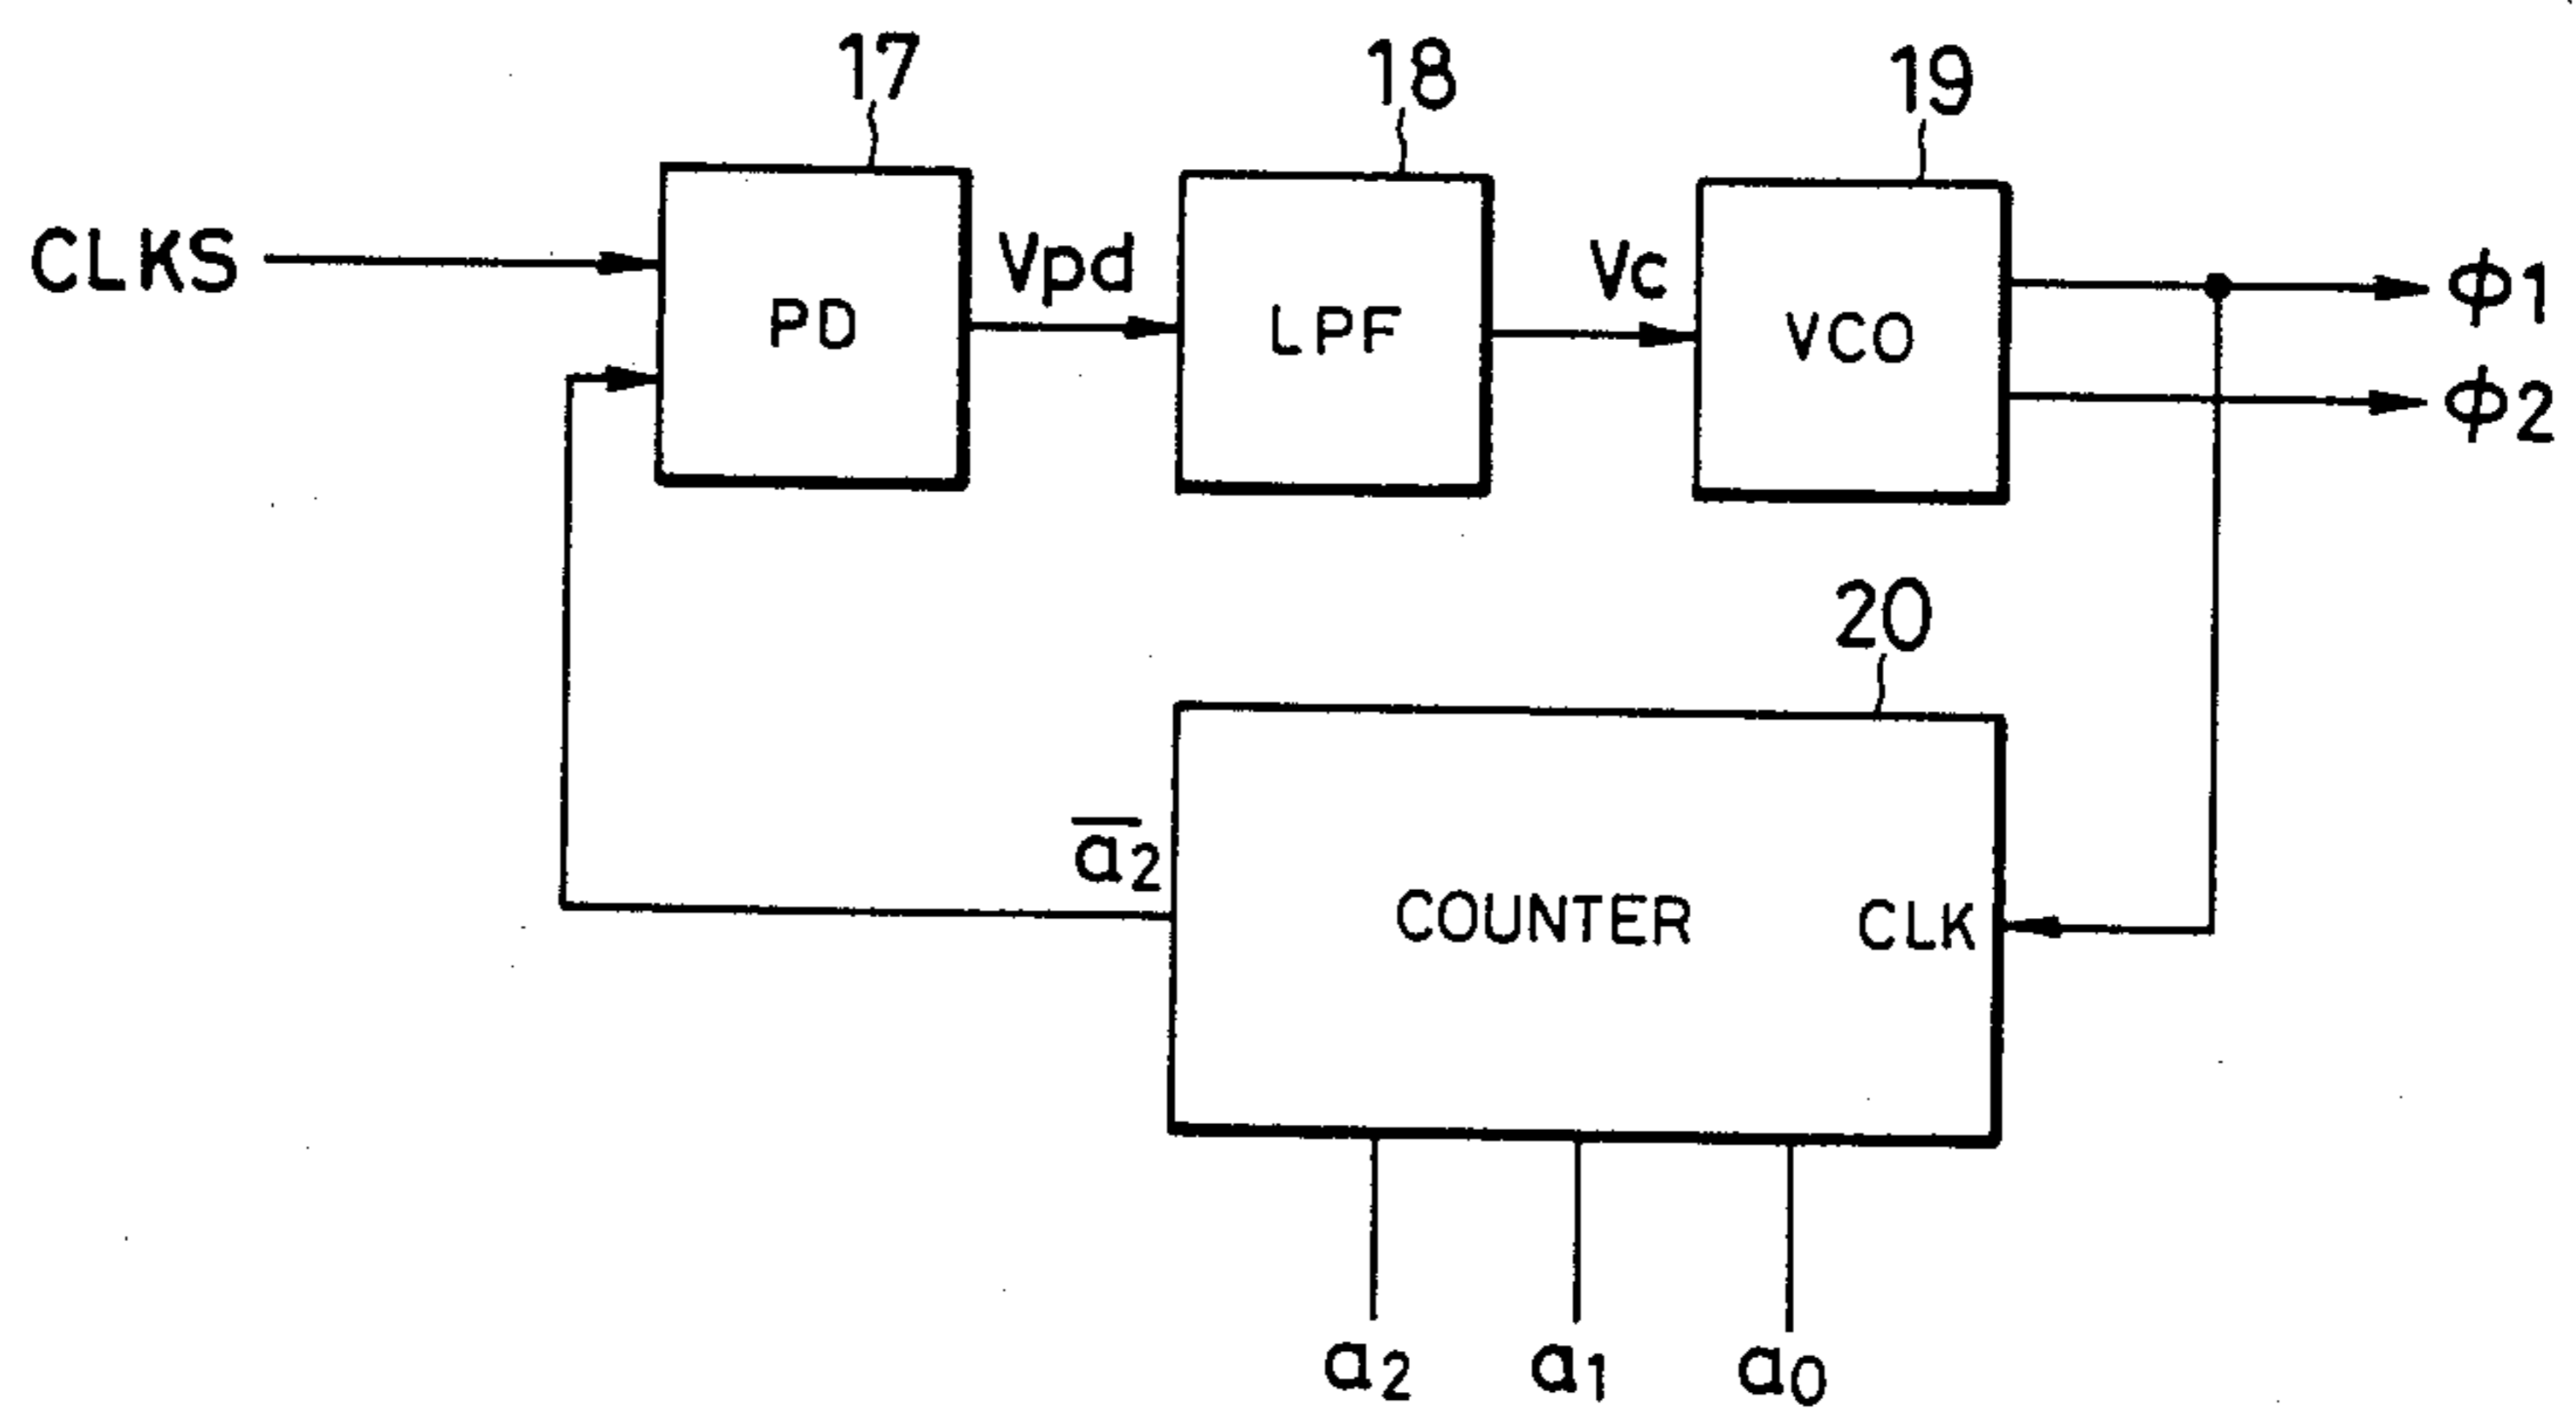 17
18
19
CLKS
PD
Vpd
LPF
Vc
VCO
ϕ1
ϕ2
20
a̅₂
COUNTER
CLK
a₂
a₁
a₀